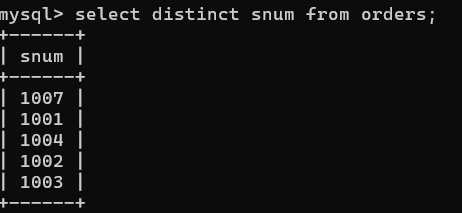 mysql> select distinct snum from orders;
+------+
| snum |
+------+
| 1007 |
| 1001 |
| 1004 |
| 1002 |
| 1003 |
+------+